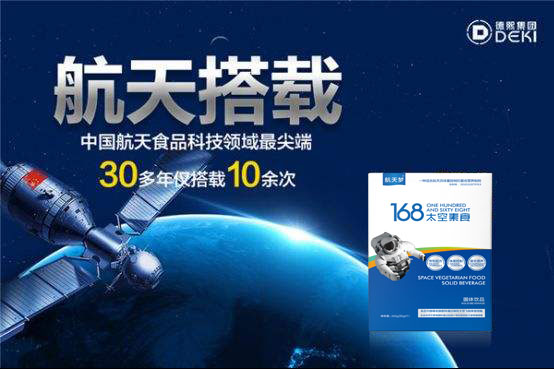 德熙集团
DEKI
航天搭载
中国航天食品科技领域最尖端
30多年仅搭载10余次
航天梦
168
ONE HUNDRED
AND SIXTY EIGHT
太空素食
SPACE VEGETARIAN FOOD
SOLID BEVERAGE
固体饮品